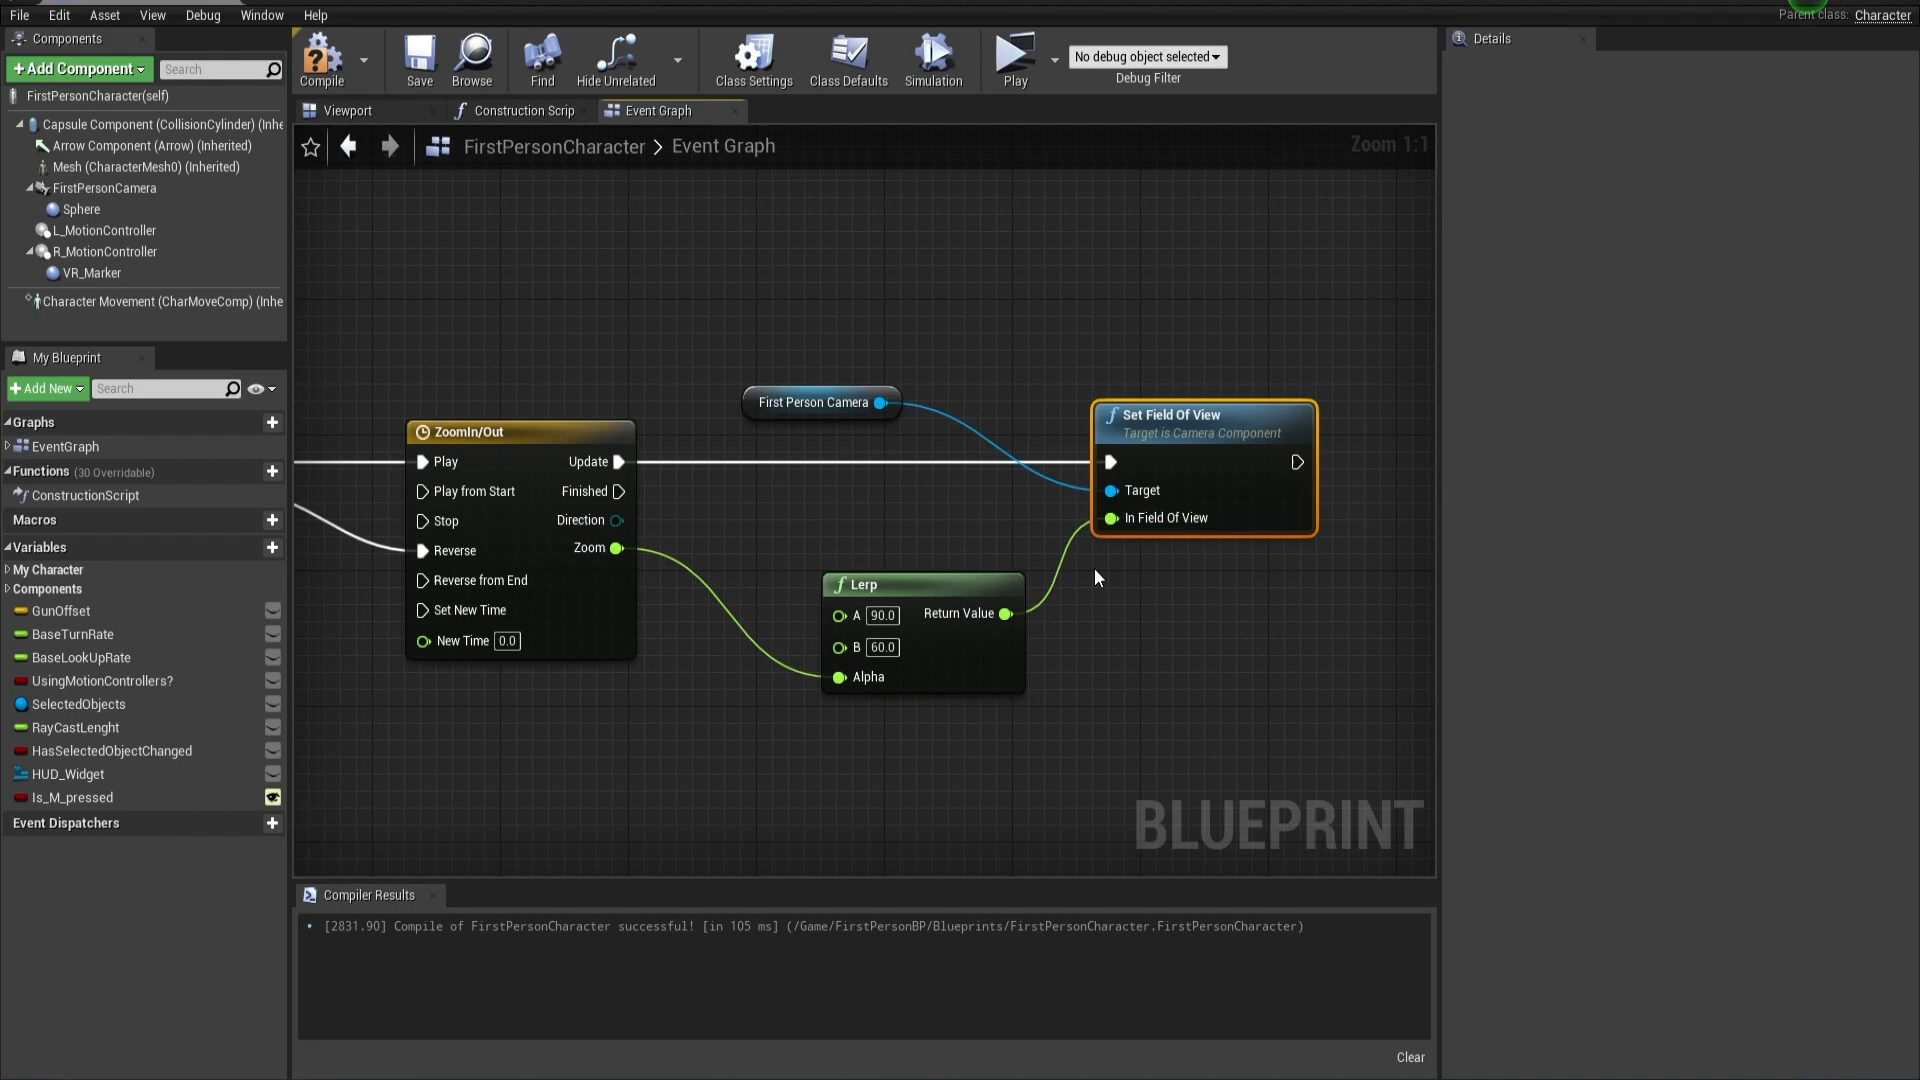 File Edit Asset View Debug Window Help
Parent class: Character
Components
+Add Component
Search
FirstPersonCharacter(self)
Capsule Component (CollisionCylinder) (Inhe
Arrow Component (Arrow) (Inherited)
Mesh (CharacterMesh0) (Inherited)
FirstPersonCamera
Sphere
L_MotionController
R_MotionController
VR_Marker
Character Movement (CharMoveComp) (Inhe
My Blueprint
+Add New
Search
Graphs
EventGraph
Functions (30 Overridable)
ConstructionScript
Macros
Variables
My Character
Components
GunOffset
BaseTurnRate
BaseLookUpRate
UsingMotionControllers?
SelectedObjects
RayCastLenght
HasSelectedObjectChanged
HUD_Widget
Is_M_pressed
Event Dispatchers
Compile
Save
Browse
Find
Hide Unrelated
Class Settings
Class Defaults
Simulation
Play
No debug object selected
Debug Filter
Viewport
Construction Scrip
Event Graph
FirstPersonCharacter > Event Graph
Zoom 1:1
ZoomIn/Out
Play Update
Play from Start Finished
Stop Direction
Reverse Zoom
Reverse from End
Set New Time
New Time 0.0
First Person Camera
Lerp
A 90.0 Return Value
B 60.0
Alpha
Set Field Of View
Target is Camera Component
Target
In Field Of View
BLUEPRINT
Compiler Results
[2831.90] Compile of FirstPersonCharacter successful! [in 105 ms] (/Game/FirstPersonBP/Blueprints/FirstPersonCharacter.FirstPersonCharacter)
Clear
Details